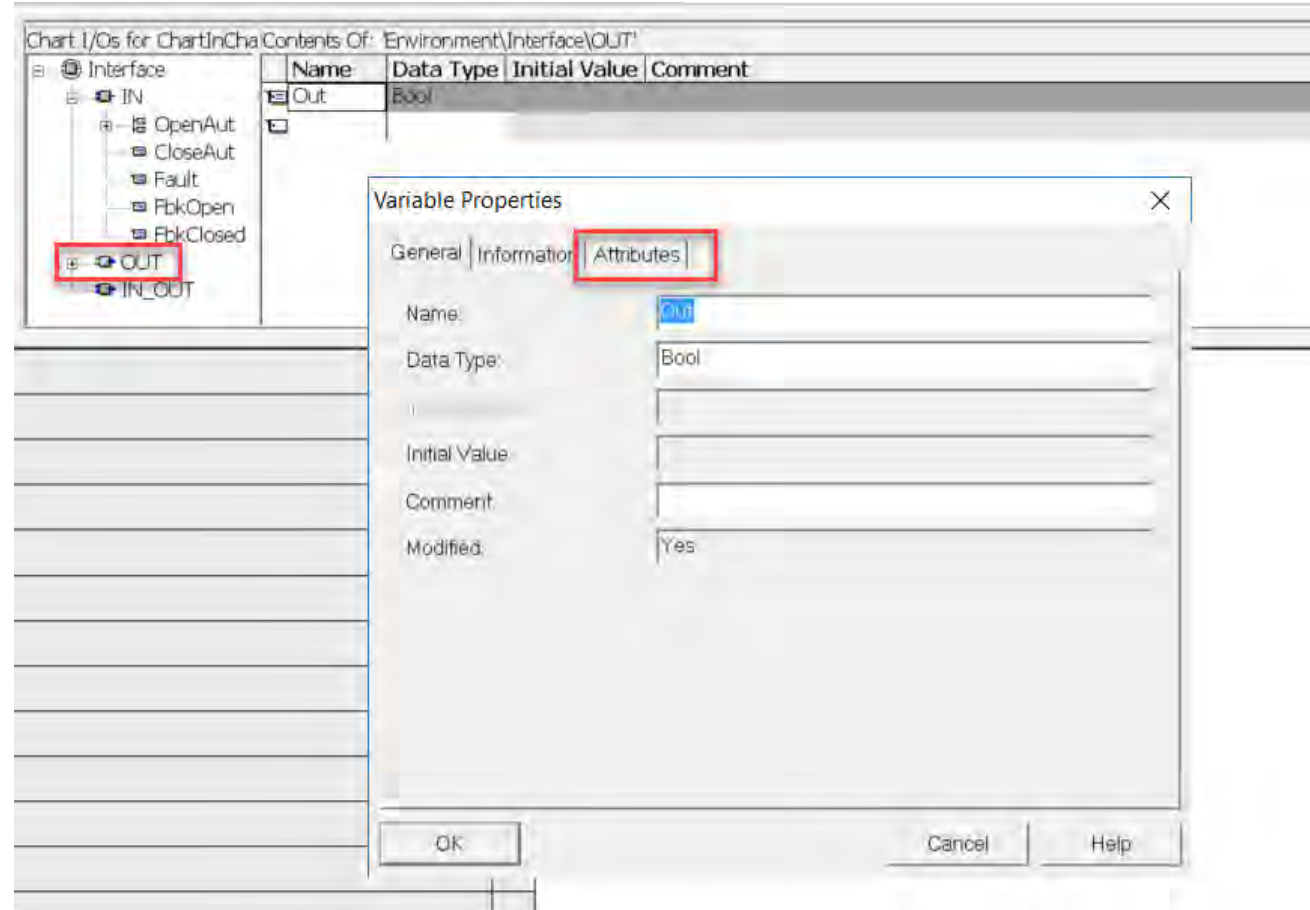 Chart I/Os for ChartInCha Contents Of: 'Environment\Interface\OUT'
Interface
IN
OpenAut
CloseAut
Fault
FbkOpen
FbkClosed
OUT
IN_OUT
Name Data Type Initial Value Comment
Out Bool
Variable Properties
General Information Attributes
Name: Out
Data Type: Bool
Initial Value:
Comment:
Modified: Yes
OK Cancel Help